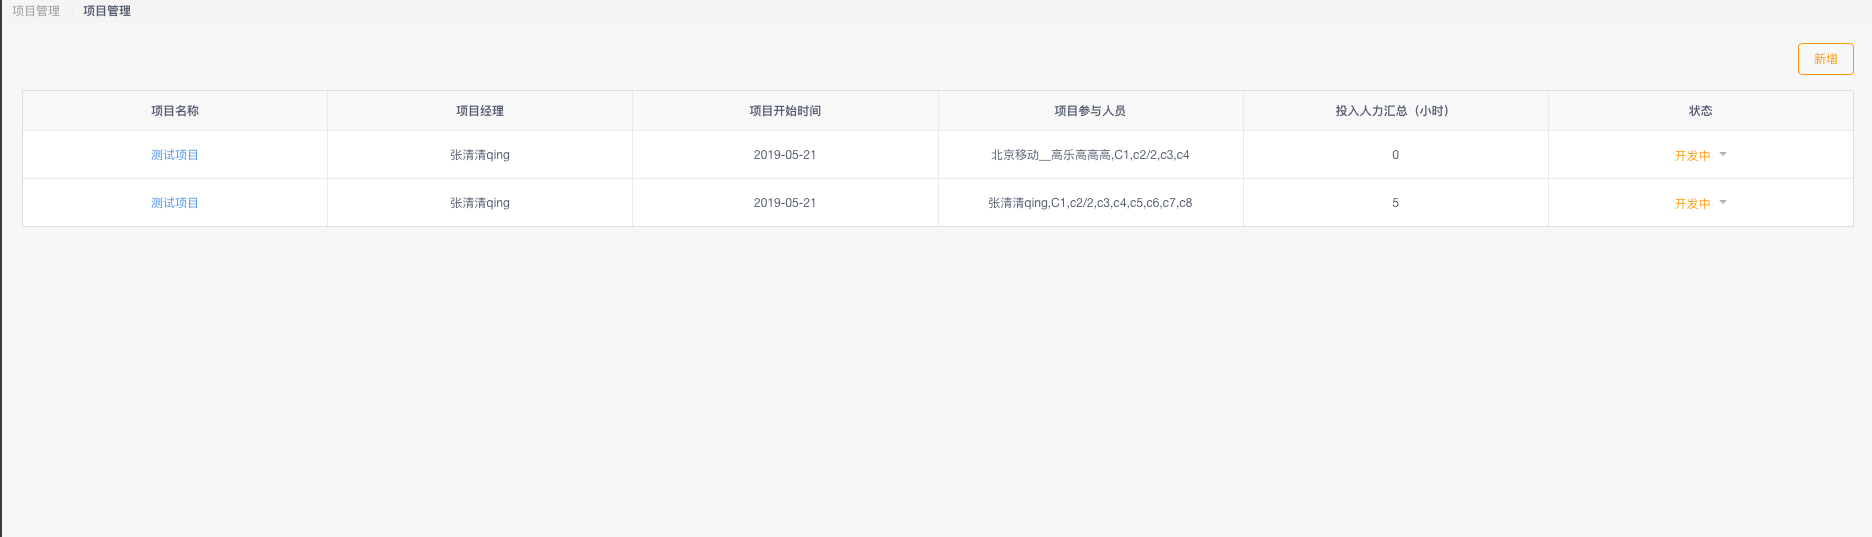 项目管理 / 项目管理
新增
项目名称 项目经理 项目开始时间 项目参与人员 投入人力汇总（小时） 状态
测试项目 张清清qing 2019-05-21 北京移动__高乐高高高,C1,c2/2,c3,c4 0 开发中
测试项目 张清清qing 2019-05-21 张清清qing,C1,c2/2,c3,c4,c5,c6,c7,c8 5 开发中